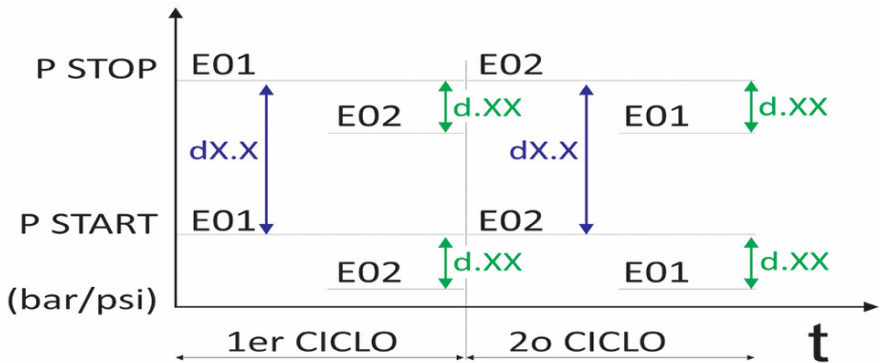 P STOP E01 E02
d.XX d.XX
E02 E01
dX.X dX.X
P START E01 E02
d.XX d.XX
E02 E01
(bar/psi)
1er CICLO 2o CICLO t